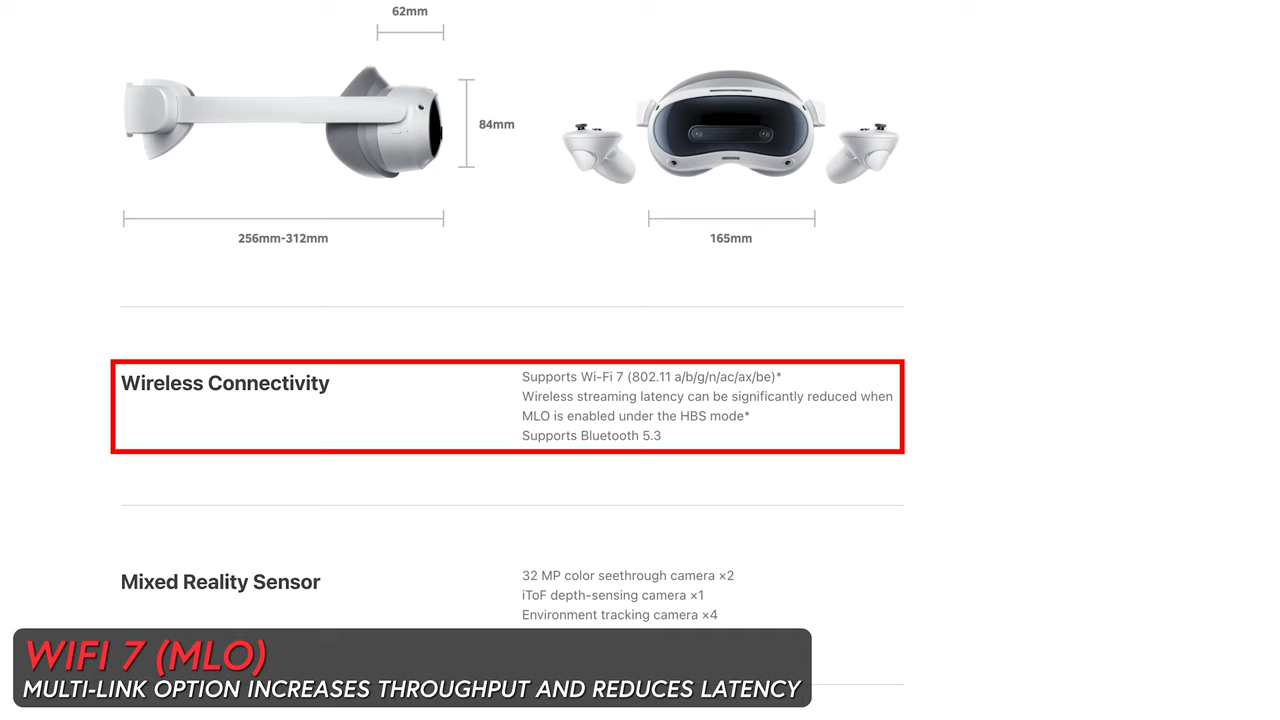 62mm
84mm
256mm-312mm
165mm
Wireless Connectivity
Supports Wi-Fi 7 (802.11 a/b/g/n/ac/ax/be)*
Wireless streaming latency can be significantly reduced when
MLO is enabled under the HBS mode*
Supports Bluetooth 5.3
Mixed Reality Sensor
32 MP color seethrough camera ×2
iToF depth-sensing camera ×1
Environment tracking camera ×4
WIFI 7 (MLO)
MULTI-LINK OPTION INCREASES THROUGHPUT AND REDUCES LATENCY